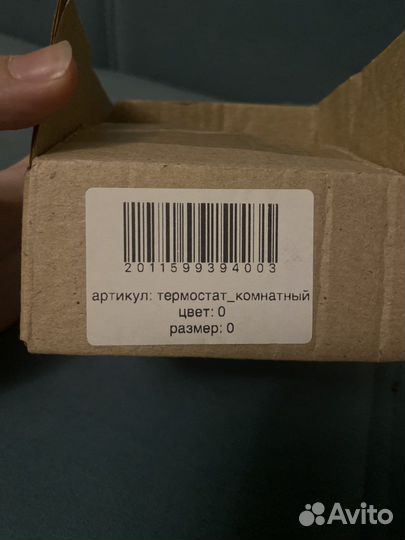 2011599394003
артикул: термостат_комнатный
цвет: 0
размер: 0
Avito